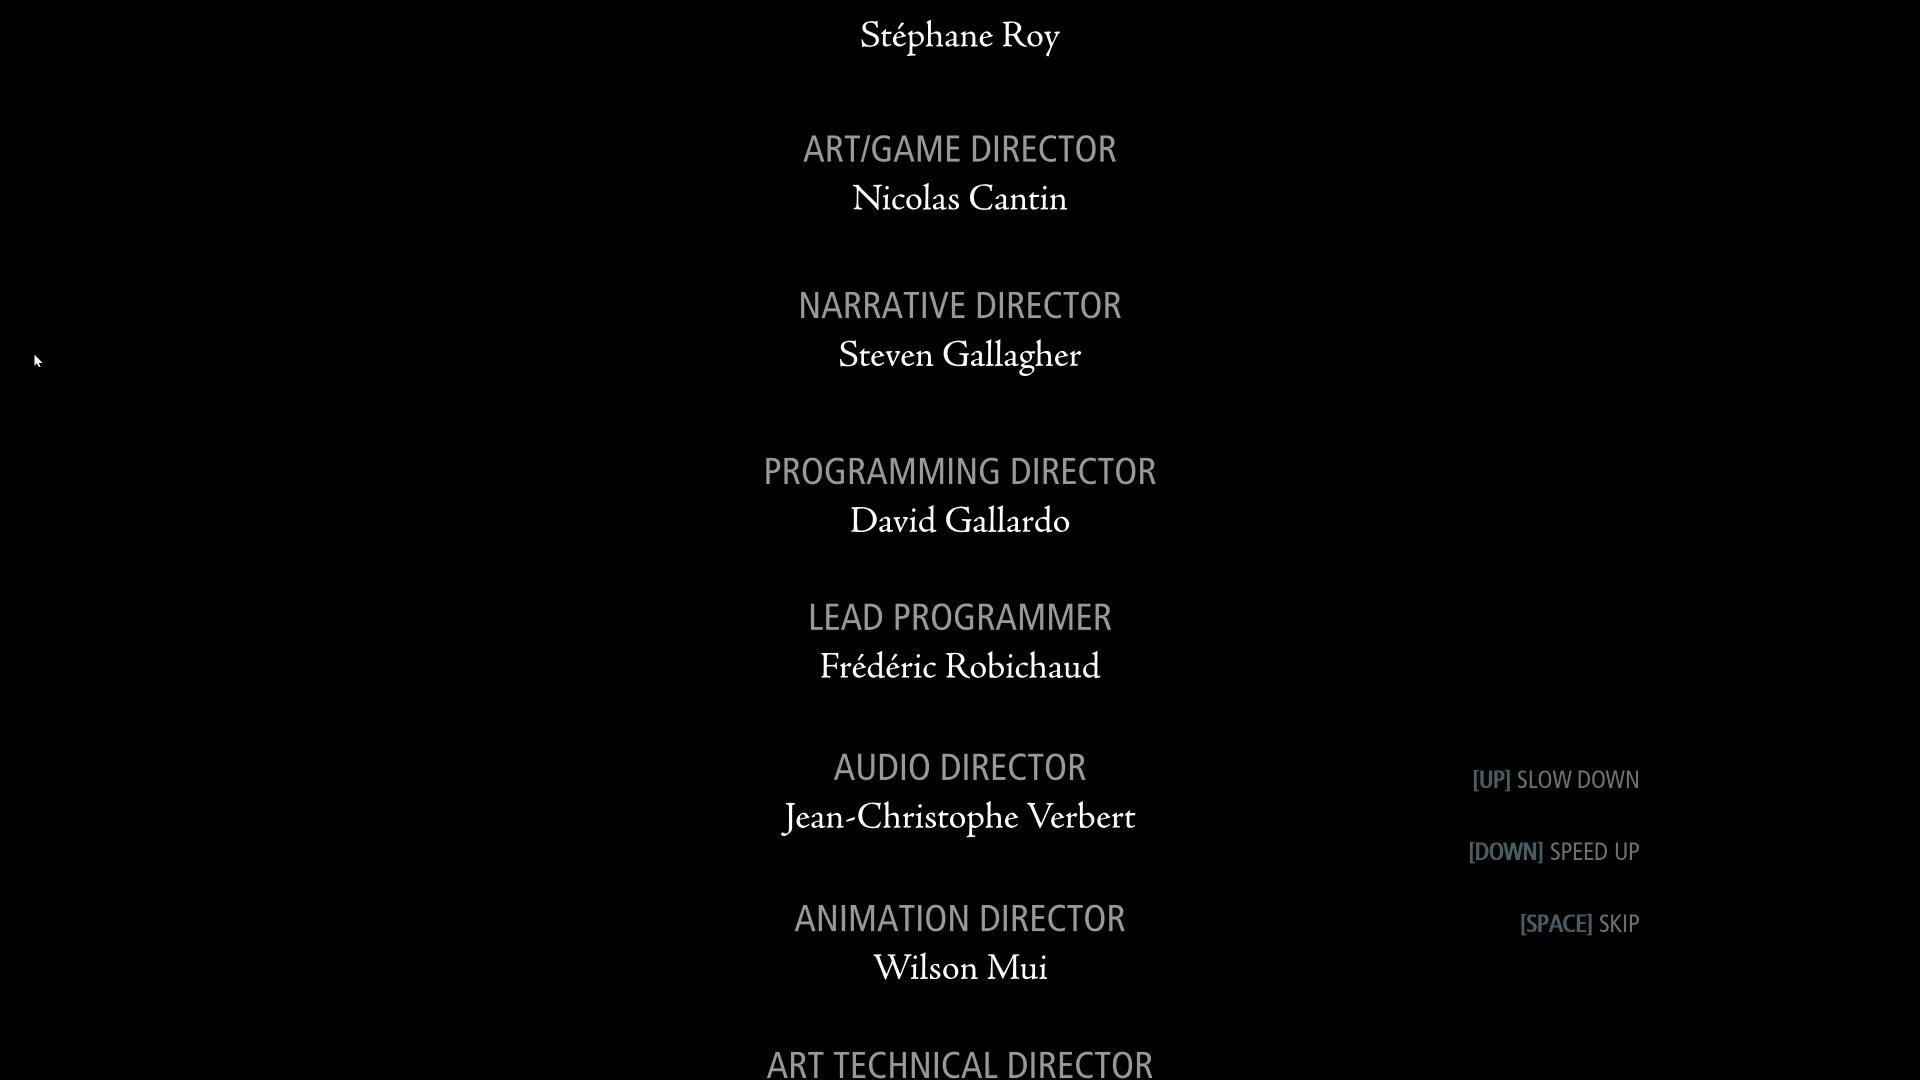 Stéphane Roy
ART/GAME DIRECTOR
Nicolas Cantin
NARRATIVE DIRECTOR
Steven Gallagher
PROGRAMMING DIRECTOR
David Gallardo
LEAD PROGRAMMER
Frédéric Robichaud
AUDIO DIRECTOR
Jean-Christophe Verbert
ANIMATION DIRECTOR
Wilson Mui
ART TECHNICAL DIRECTOR
[UP] SLOW DOWN
[DOWN] SPEED UP
[SPACE] SKIP